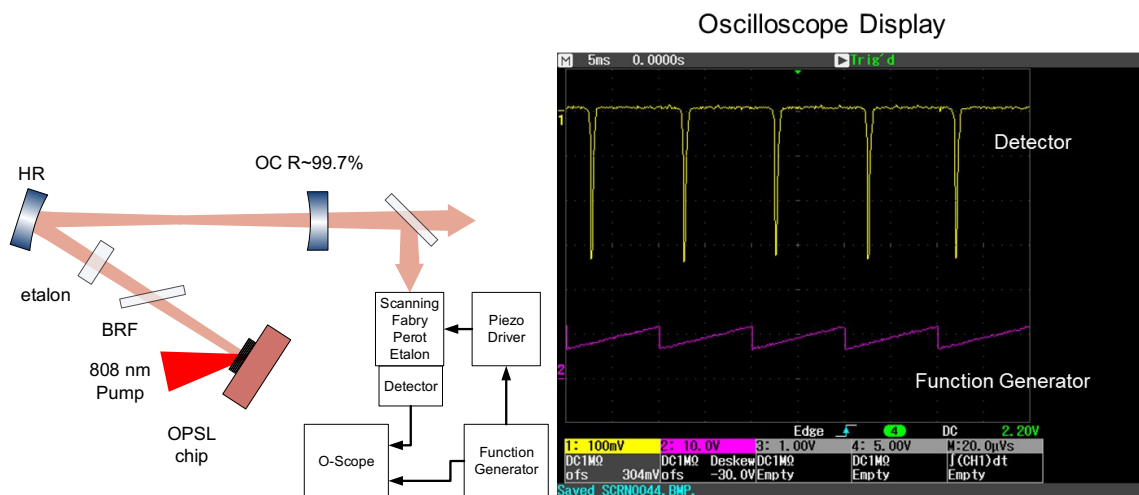 Oscilloscope Display
M 5ms 0.0000s Trig'd
1
Detector
2
Function Generator
Edge 4 DC 2.20V
1: 100mV 2: 10.0V 3: 1.00V 4: 5.00V M:20.0µVs
DC1MΩ DC1MΩ Deskew DC1MΩ DC1MΩ ∫(CH1)dt
ofs 304mV ofs -30.0V Empty Empty Empty
Saved SCRN0044.BMP.
HR
OC R~99.7%
etalon
BRF
808 nm
Pump
OPSL
chip
Scanning
Fabry
Perot
Etalon
Detector
Piezo
Driver
O-Scope
Function
Generator